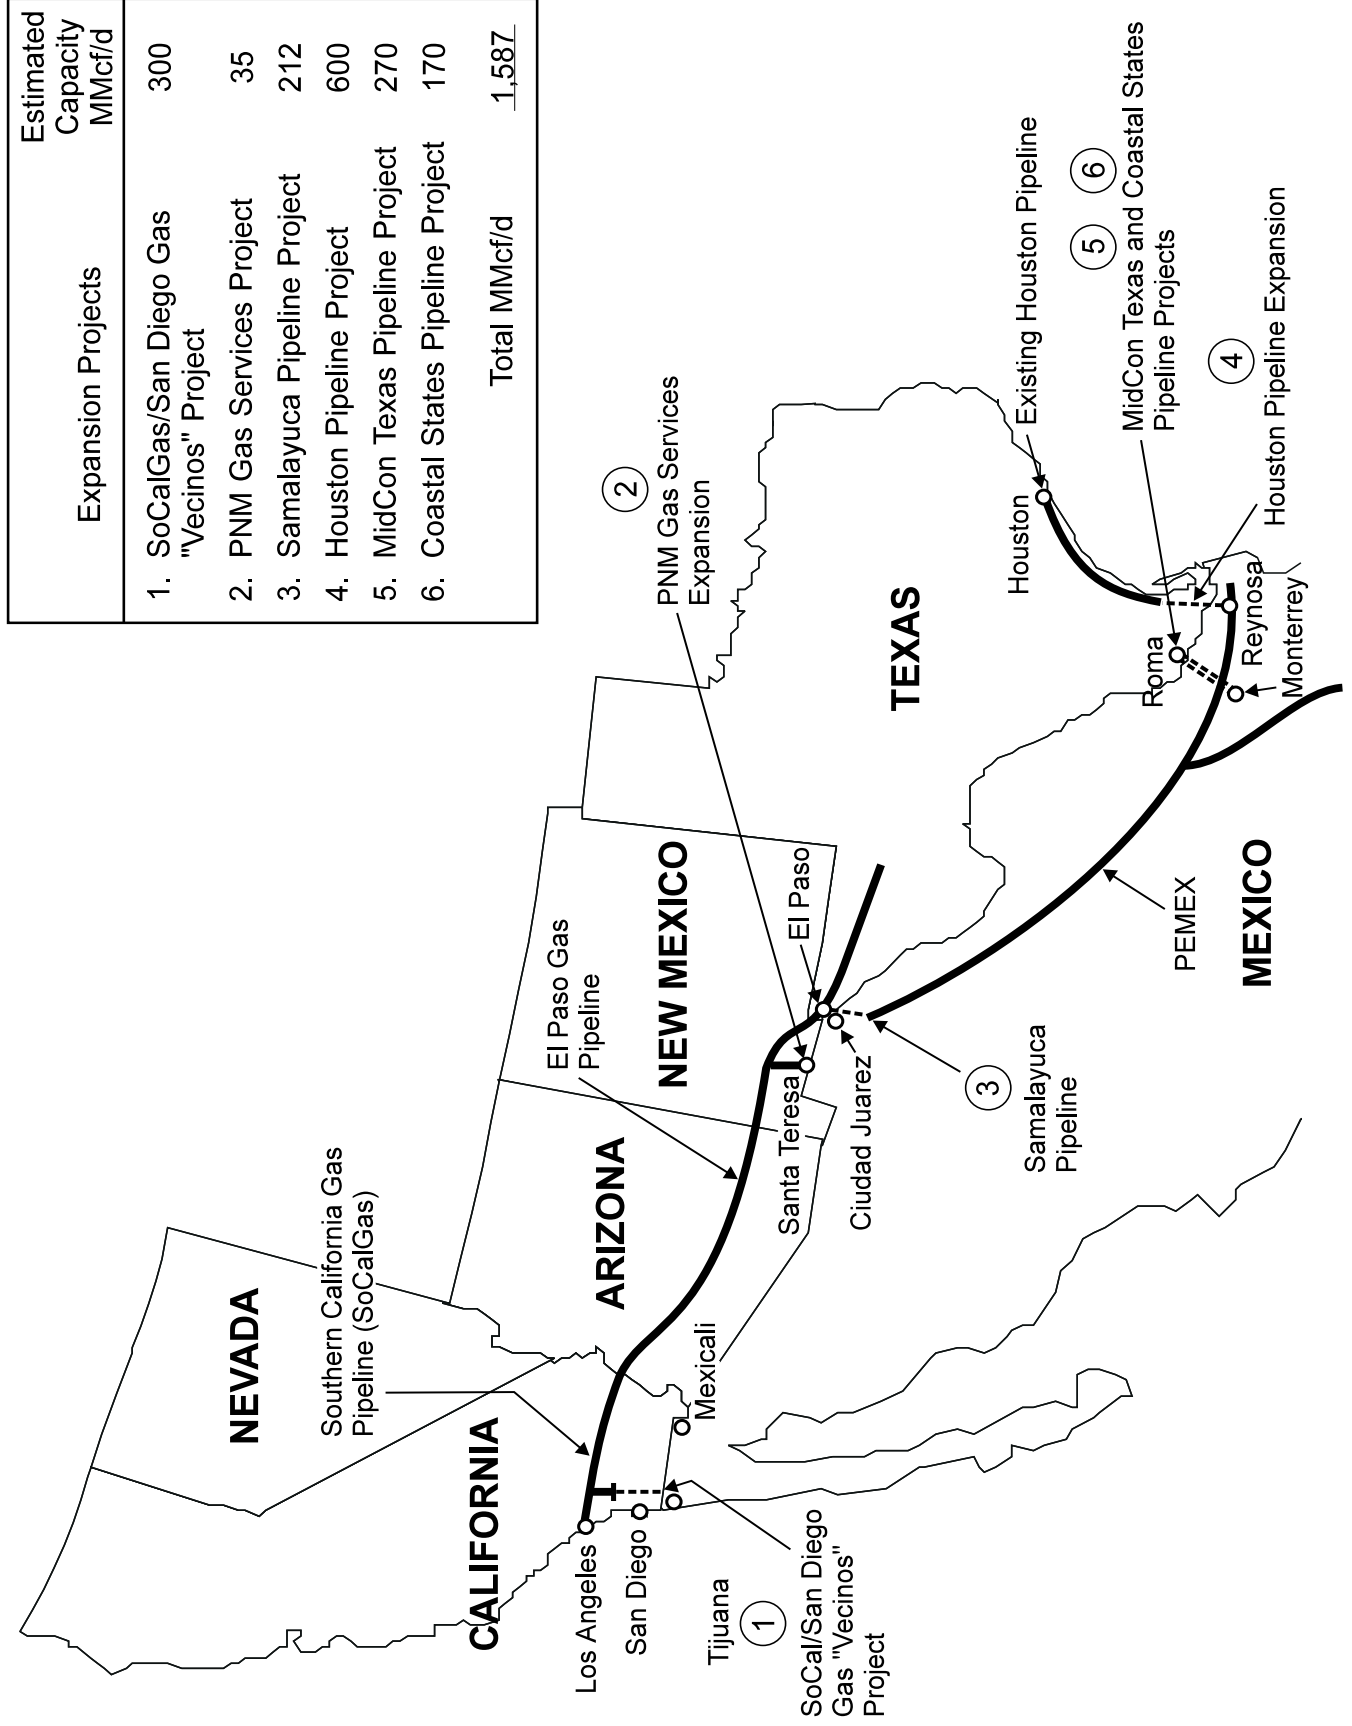 Expansion Projects
Estimated
Capacity
MMcf/d
1. SoCalGas/San Diego Gas
"Vecinos" Project
300
2. PNM Gas Services Project 35
3. Samalayuca Pipeline Project 212
4. Houston Pipeline Project 600
5. MidCon Texas Pipeline Project 270
6. Coastal States Pipeline Project 170
Total MMcf/d 1,587
NEVADA
Southern California Gas
Pipeline (SoCalGas)
CALIFORNIA
Los Angeles
San Diego
Tijuana
1
SoCal/San Diego
Gas "Vecinos"
Project
Mexicali
ARIZONA
El Paso Gas
Pipeline
NEW MEXICO
Santa Teresa
El Paso
Ciudad Juarez
3
Samalayuca
Pipeline
2
PNM Gas Services
Expansion
TEXAS
Houston
Existing Houston Pipeline
5
6
MidCon Texas and Coastal States
Pipeline Projects
4
Houston Pipeline Expansion
Roma
Reynosa
Monterrey
PEMEX
MEXICO